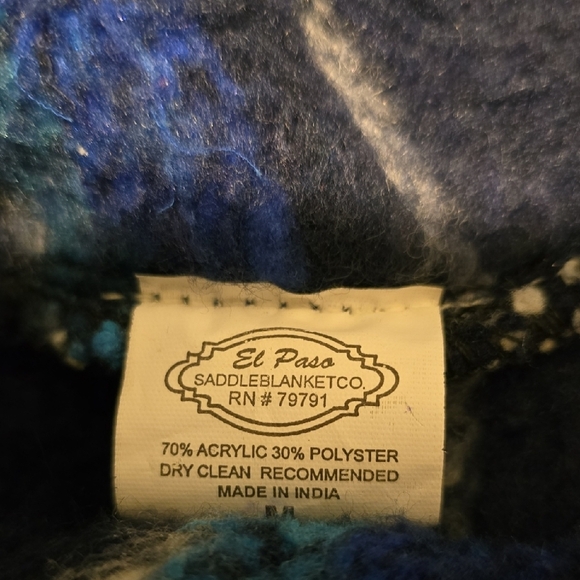 El Paso
SADDLEBLANKETCO.
RN # 79791
70% ACRYLIC 30% POLYSTER
DRY CLEAN RECOMMENDED
MADE IN INDIA
M